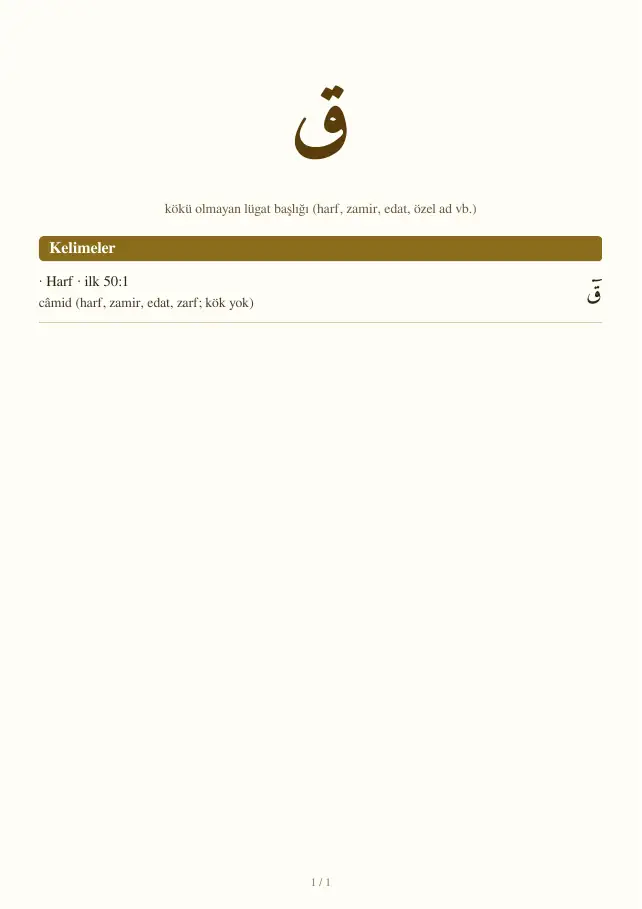 ق
kökü olmayan lügat başlığı (harf, zamir, edat, özel ad vb.)
Kelimeler
· Harf · ilk 50:1
قٓ
câmid (harf, zamir, edat, zarf; kök yok)
1 / 1